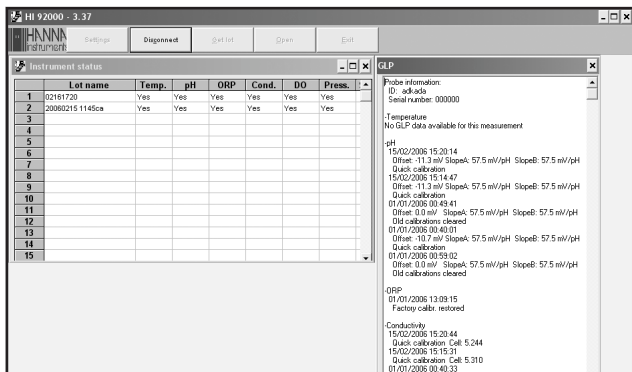 HI 92000 - 3.37
HANNA
instruments
Settings
Disconnect
Get lot
Open
Exit
Instrument status
GLP
Lot name Temp. pH ORP Cond. DO Press.
1 02161720 Yes Yes Yes Yes Yes Yes
2 20060215 1145ca Yes Yes Yes Yes Yes Yes
3
4
5
6
7
8
9
10
11
12
13
14
15
Probe information:
ID: adkada
Serial number: 000000
-Temperature
No GLP data available for this measurement
-pH
15/02/2006 15:20:14
Offset: -11.3 mV SlopeA: 57.5 mV/pH SlopeB: 57.5 mV/pH
Quick calibration
15/02/2006 15:14:47
Offset: -11.3 mV SlopeA: 57.5 mV/pH SlopeB: 57.5 mV/pH
Quick calibration
01/01/2006 00:49:41
Offset: 0.0 mV SlopeA: 57.5 mV/pH SlopeB: 57.5 mV/pH
Old calibrations cleared
01/01/2006 00:40:01
Offset: -10.7 mV SlopeA: 57.5 mV/pH SlopeB: 57.5 mV/pH
Quick calibration
01/01/2006 00:59:02
Offset: 0.0 mV SlopeA: 57.5 mV/pH SlopeB: 57.5 mV/pH
Old calibrations cleared
-ORP
01/01/2006 13:09:15
Factory calibr. restored
-Conductivity
15/02/2006 15:20:44
Quick calibration Cell: 5.244
15/02/2006 15:15:31
Quick calibration Cell: 5.310
01/01/2006 00:40:33